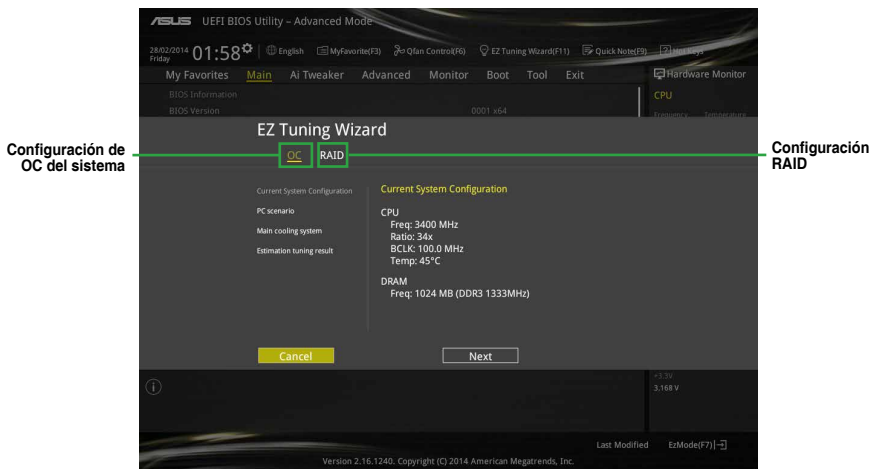 ASUS UEFI BIOS Utility – Advanced Mode
28/02/2014 Friday 01:58 English MyFavorite(F3) Qfan Control(F6) EZ Tuning Wizard(F11) Quick Note(F9) Hot Keys
My Favorites Main Ai Tweaker Advanced Monitor Boot Tool Exit Hardware Monitor
BIOS Information
CPU
BIOS Version 0001 x64
Frequency Temperature
EZ Tuning Wizard
Configuración de OC del sistema
OC RAID
Configuración RAID
Current System Configuration
PC scenario
Main cooling system
Estimation tuning result
Current System Configuration
CPU
Freq: 3400 MHz
Ratio: 34x
BCLK: 100.0 MHz
Temp: 45°C
DRAM
Freq: 1024 MB (DDR3 1333MHz)
Cancel Next
+3.3V
3.168 V
Last Modified EzMode(F7)
Version 2.16.1240. Copyright (C) 2014 American Megatrends, Inc.